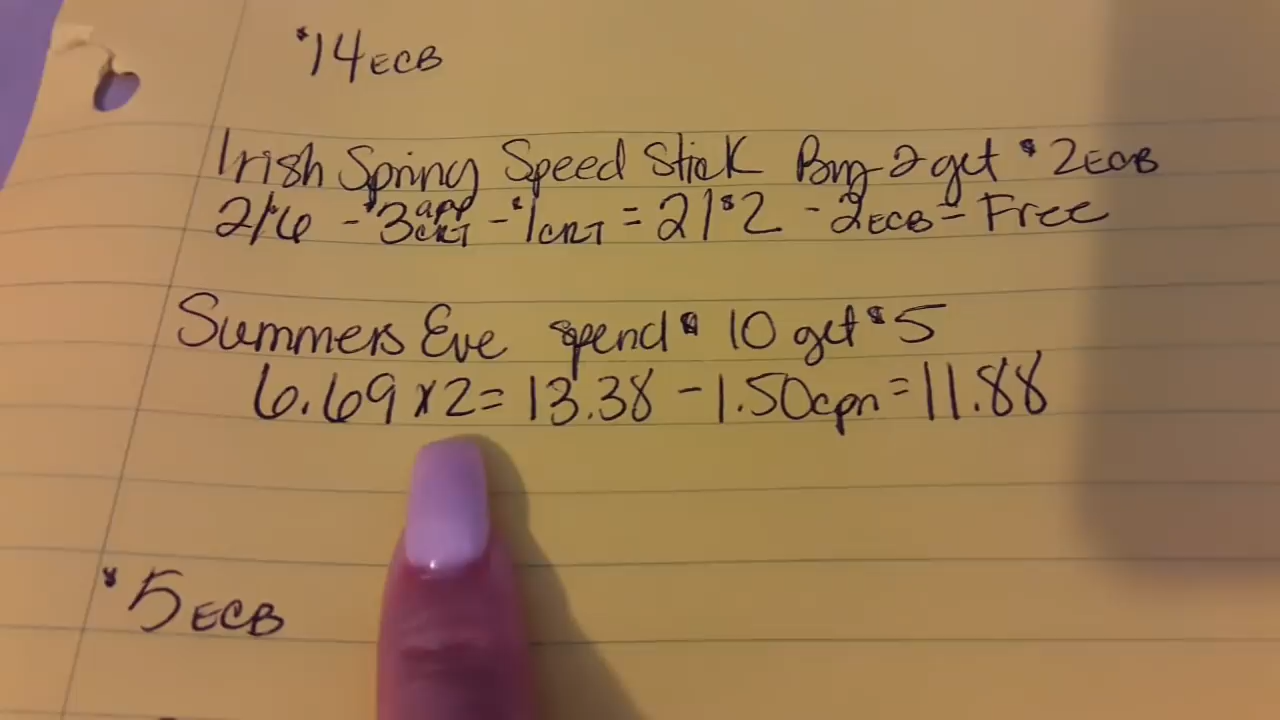 $14 ECB
Irish Spring Speed Stick Buy 2 get $2 ECB
2/6 - $3 app CRT - $1 CRT = 2/$2 - 2 ECB = Free
Summers Eve spend $10 get $5
6.69 x 2 = 13.38 - 1.50 cpn = 11.88
$5 ECB